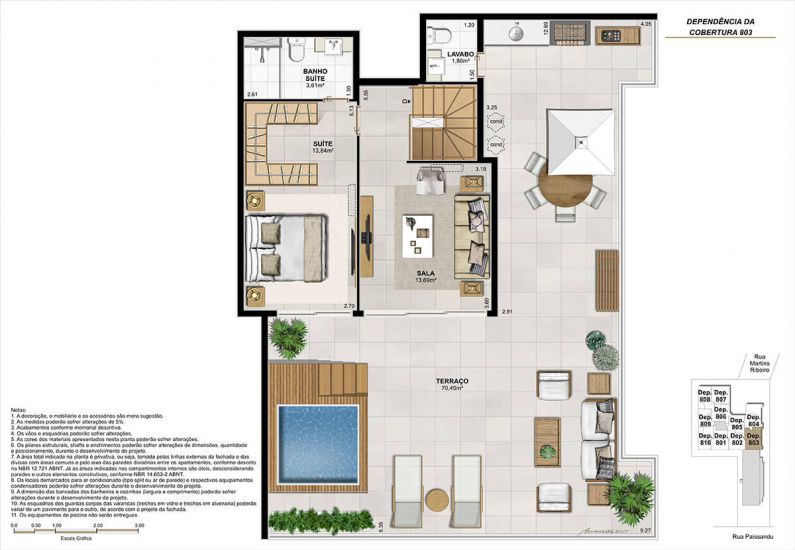 DEPENDÊNCIA DA
COBERTURA 803
1.20
12.69
4.05
LAVABO
1,80m²
1.50
BANHO
SUÍTE
3,61m²
2.61
1.50
5.13
5.55
D
3.25
cond
cond
SUÍTE
13,84m²
3.15
SALA
13,69m²
2.70
3.60
2.91
TERRAÇO
70,45m²
0.35
9.27
Rua
Martins
Ribeiro
Dep. 808
Dep. 807
Dep. 809
Dep. 806
Dep. 805
Dep. 804
Dep. 810
Dep. 801
Dep. 802
Dep. 803
Rua Paissandu
Notas:
1. A decoração, o mobiliário e os acessórios são mera sugestão.
2. As medidas poderão sofrer alterações de 5%.
3. Acabamentos conforme memorial descritivo.
4. Os vãos e esquadrias poderão sofrer alterações.
5. As cores dos materiais apresentados nesta planta poderão sofrer alterações.
6. Os pilares estruturais, shafts e enchimentos poderão sofrer alterações de dimensões, quantidade
e posicionamento, durante o desenvolvimento do projeto.
7. A área total indicada na planta é privativa, ou seja, tomada pelas linhas externas da fachada e das
divisas com áreas comuns e pelo eixo das paredes divisórias entre os apartamentos, conforme descrito
na NBR 12.721 ABNT. Já as áreas indicadas nos compartimentos internos são úteis, desconsiderando
paredes e outros elementos construtivos, conforme NBR 14.653-2 ABNT.
8. Os locais demarcados para ar condicionado (tipo split ou ar de parede) e respectivos equipamentos
condensadores poderão sofrer alterações durante o desenvolvimento do projeto.
9. A dimensão das bancadas dos banheiros e cozinhas (largura e comprimento) poderão sofrer
alterações durante o desenvolvimento do projeto.
10. As esquadrias dos guardas corpos das varandas (trechos em vidro e trechos em alvenaria) poderão
variar de um pavimento para o outro, de acordo com o projeto da fachada.
11. Os equipamentos de piscina não serão entregues
0.00 0.50 1.00 2.00 3.00
Escala Gráfica